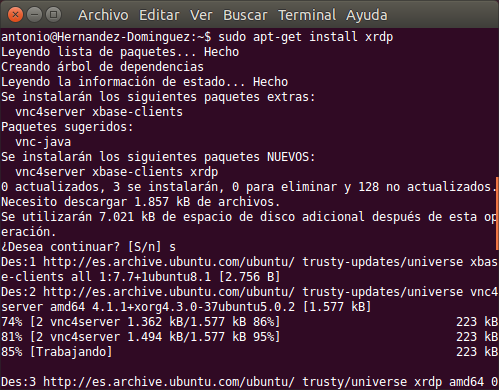 Archivo Editar Ver Buscar Terminal Ayuda
antonio@Hernandez-Dominguez:~$ sudo apt-get install xrdp
Leyendo lista de paquetes... Hecho
Creando árbol de dependencias
Leyendo la información de estado... Hecho
Se instalarán los siguientes paquetes extras:
  vnc4server xbase-clients
Paquetes sugeridos:
  vnc-java
Se instalarán los siguientes paquetes NUEVOS:
  vnc4server xbase-clients xrdp
0 actualizados, 3 se instalarán, 0 para eliminar y 128 no actualizados.
Necesito descargar 1.857 kB de archivos.
Se utilizarán 7.021 kB de espacio de disco adicional después de esta op
eración.
¿Desea continuar? [S/n] s
Des:1 http://es.archive.ubuntu.com/ubuntu/ trusty-updates/universe xbas
e-clients all 1:7.7+1ubuntu8.1 [2.756 B]
Des:2 http://es.archive.ubuntu.com/ubuntu/ trusty-updates/universe vnc4
server amd64 4.1.1+xorg4.3.0-37ubuntu5.0.2 [1.577 kB]
74% [2 vnc4server 1.362 kB/1.577 kB 86%] 223 kB
81% [2 vnc4server 1.494 kB/1.577 kB 95%] 223 kB
85% [Trabajando] 223 kB
Des:3 http://es.archive.ubuntu.com/ubuntu/ trusty/universe xrdp amd64 0